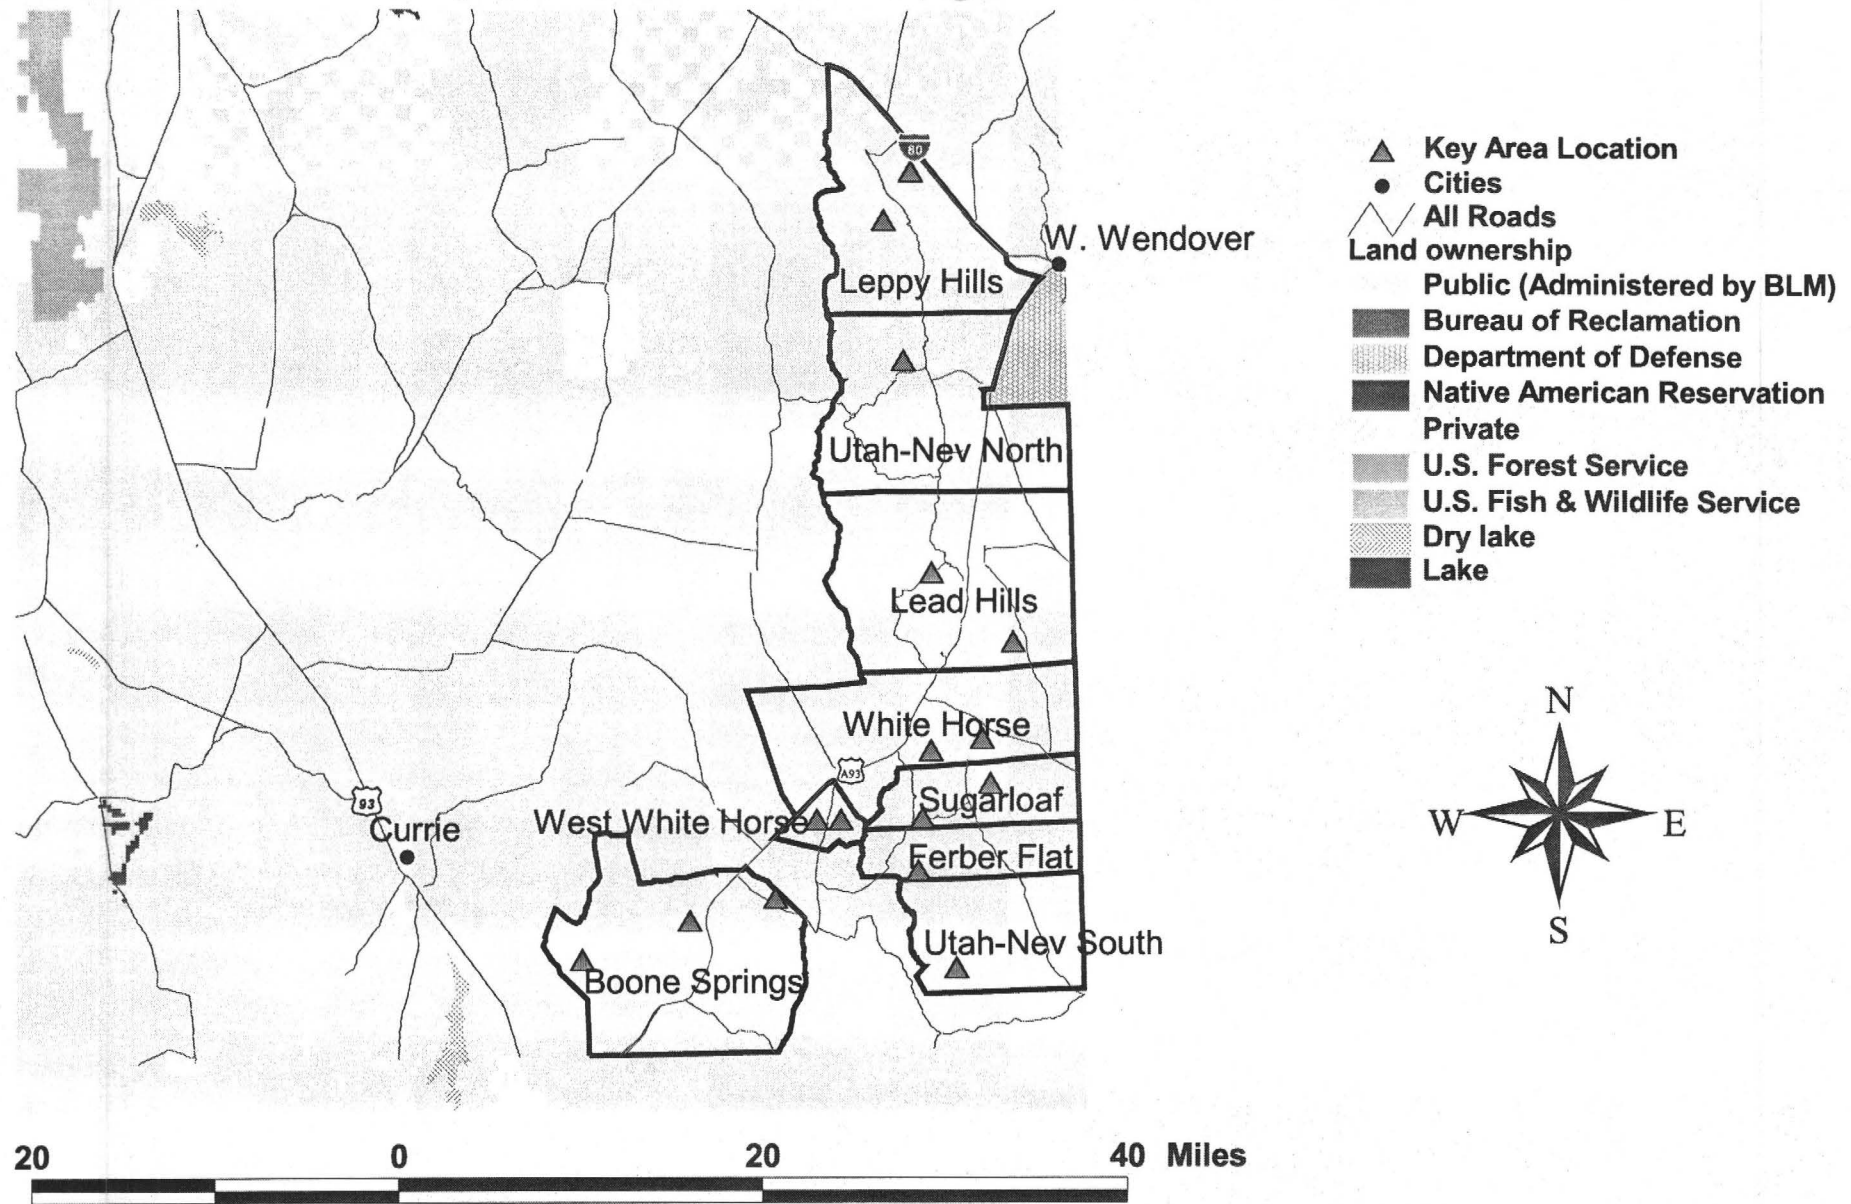 80
W. Wendover
Leppy Hills
Utah-Nev North
Lead Hills
White Horse
A93
Sugarloaf
West White Horse
93
Currie
Ferber Flat
Utah-Nev South
Boone Springs
Key Area Location
Cities
All Roads
Land ownership
Public (Administered by BLM)
Bureau of Reclamation
Department of Defense
Native American Reservation
Private
U.S. Forest Service
U.S. Fish & Wildlife Service
Dry lake
Lake
N
W
E
S
20 0 20 40 Miles